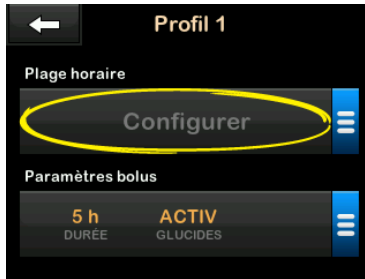 Profil 1
Plage horaire
Configurer
Paramètres bolus
5 h ACTIV
DURÉE GLUCIDES